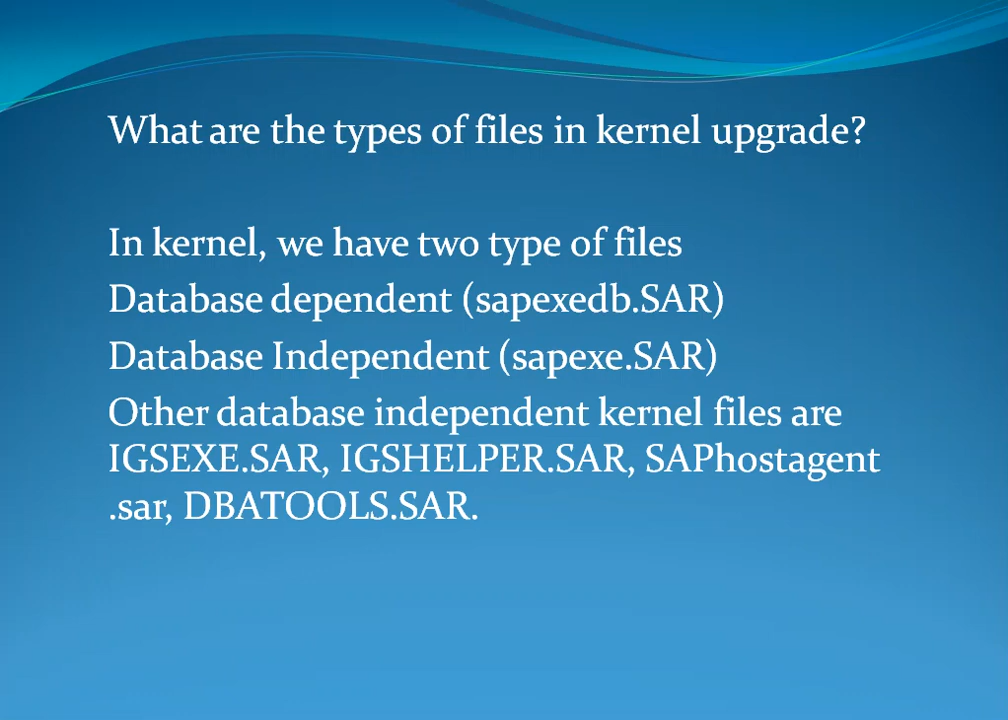 What are the types of files in kernel upgrade?
In kernel, we have two type of files
Database dependent (sapexedb.SAR)
Database Independent (sapexe.SAR)
Other database independent kernel files are
IGSEXE.SAR, IGSHELPER.SAR, SAPhostagent
.sar, DBATOOLS.SAR.